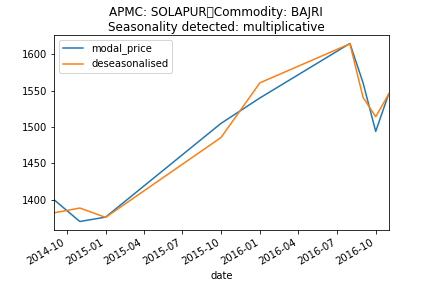 APMC: SOLAPUR Commodity: BAJRI
Seasonality detected: multiplicative
modal_price
deseasonalised
1600
1550
1500
1450
1400
2014-10
2015-01
2015-04
2015-07
2015-10
2016-01
2016-04
2016-07
2016-10
date